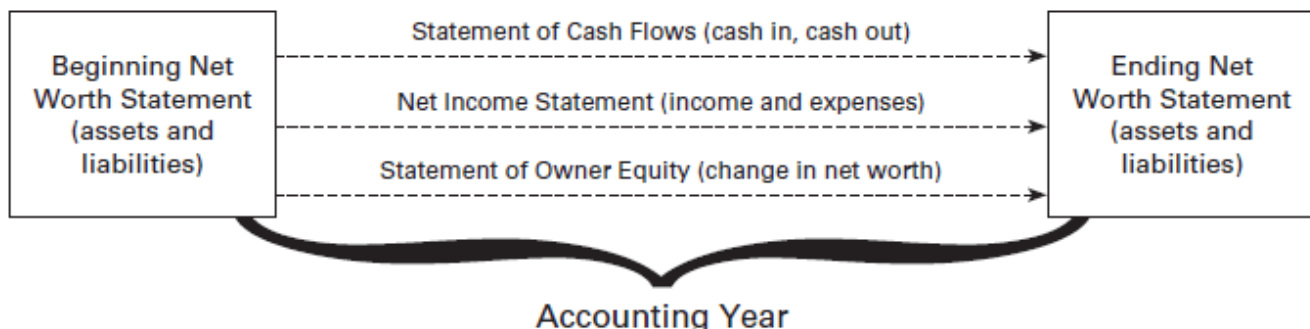 Beginning Net
Worth Statement
(assets and
liabilities)
Statement of Cash Flows (cash in, cash out)
Net Income Statement (income and expenses)
Statement of Owner Equity (change in net worth)
Ending Net
Worth Statement
(assets and
liabilities)
Accounting Year